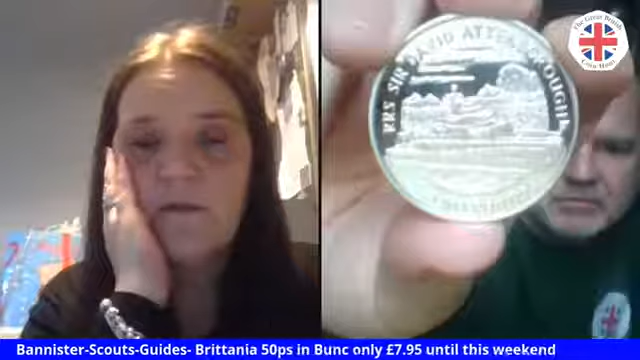 RRS SIR DAVID ATTENBOROUGH
The Great British
Coin Hunt
Bannister-Scouts-Guides- Brittania 50ps in Bunc only £7.95 until this weekend